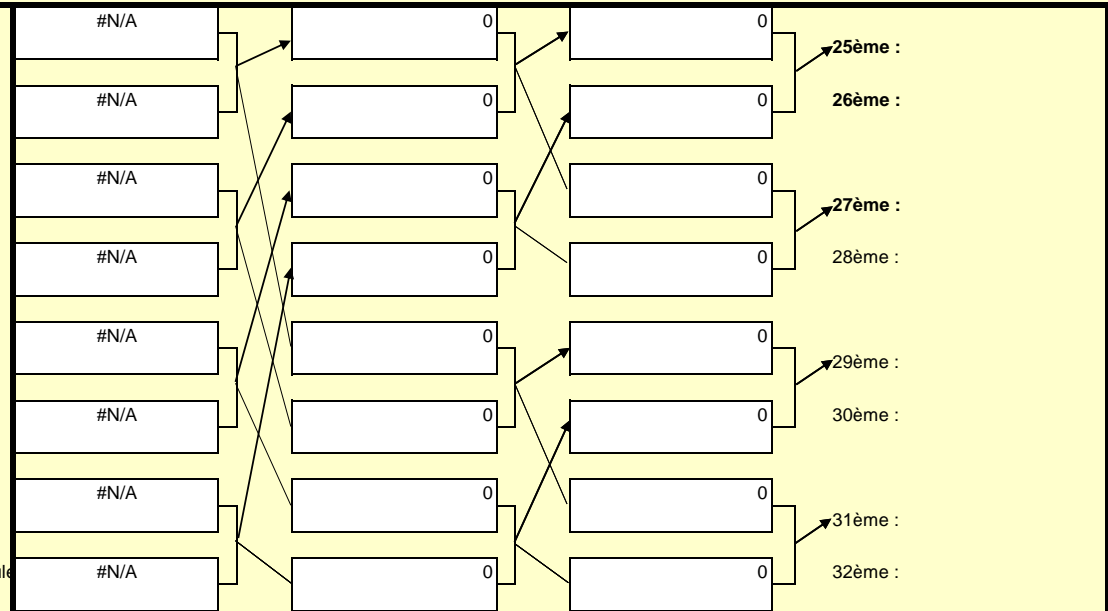 #N/A 0 0
25ème :
#N/A 0 0 26ème :
#N/A 0 0
27ème :
#N/A 0 0 28ème :
#N/A 0 0
29ème :
#N/A 0 0 30ème :
#N/A 0 0
31ème :
#N/A 0 0 32ème :